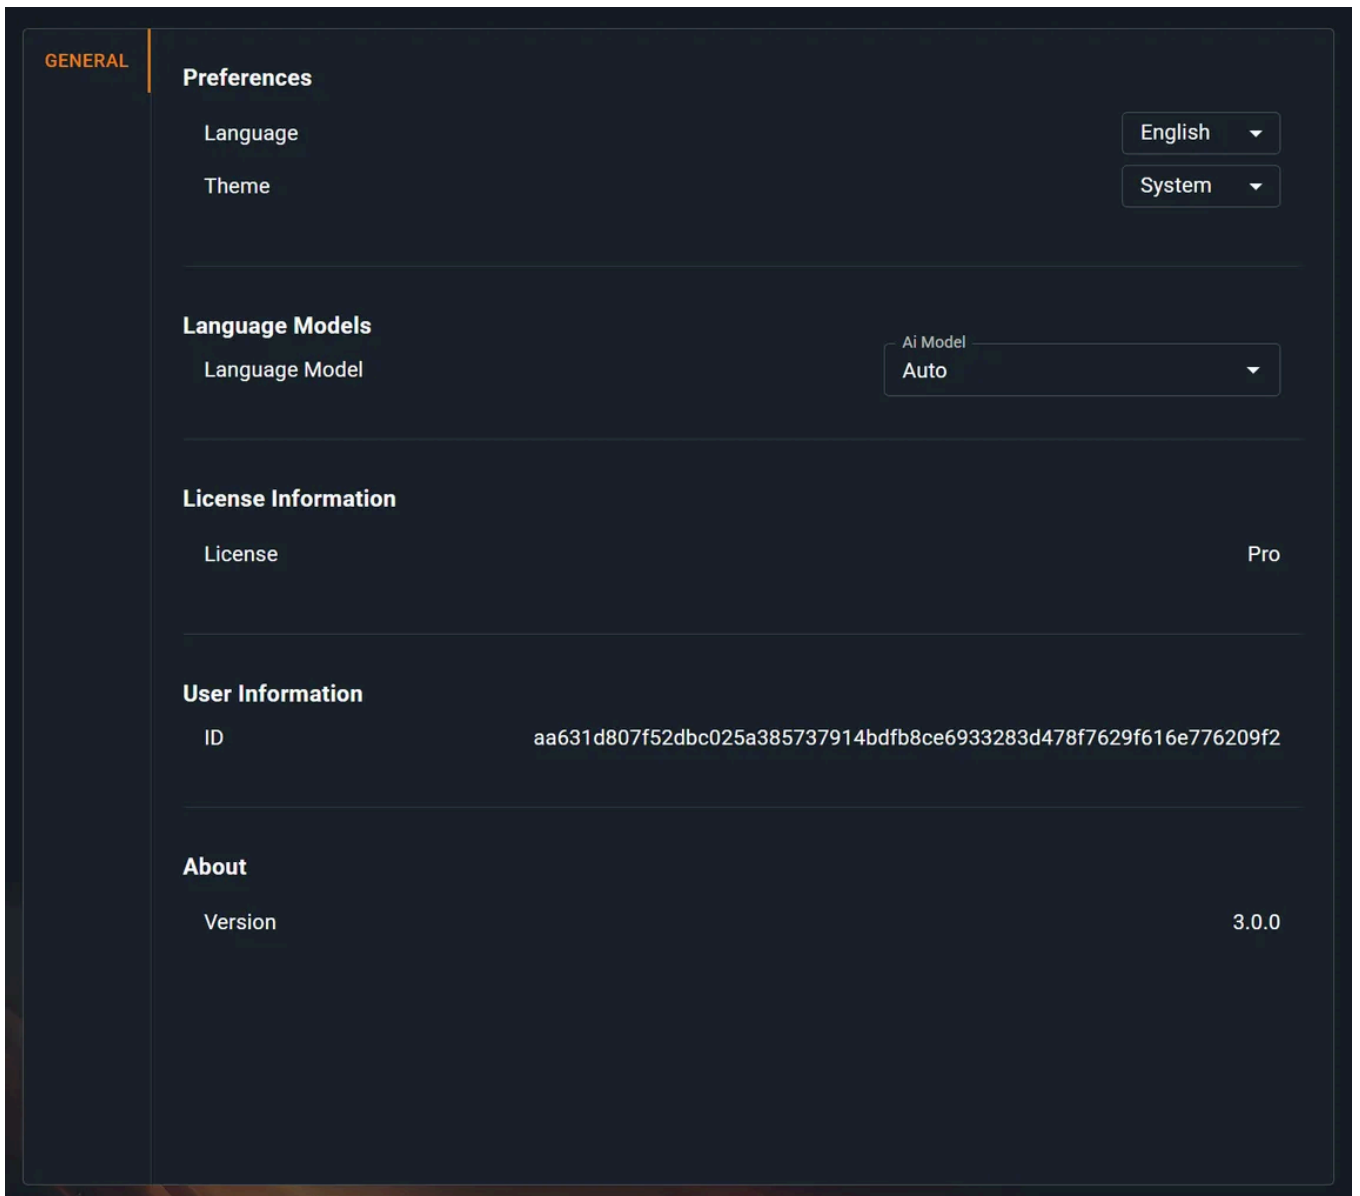 GENERAL
Preferences
Language
English
Theme
System
Language Models
Ai Model
Language Model
Auto
License Information
License
Pro
User Information
ID
aa631d807f52dbc025a385737914bdfb8ce6933283d478f7629f616e776209f2
About
Version
3.0.0